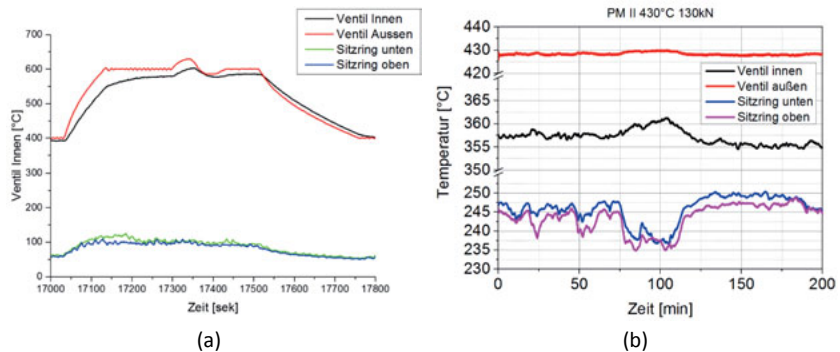 Ventil Innen
Ventil Aussen
Sitzring unten
Sitzring oben
700
600
500
400
300
200
100
0
Ventil Innen [°C]
17000 17100 17200 17300 17400 17500 17600 17700 17800
Zeit [sek]
(a)
PM II 430°C 130kN
430
420
365
360
355
350
250
245
240
235
230
Temperatur [°C]
Ventil innen
Ventil außen
Sitzring unten
Sitzring oben
0 50 100 150 200
Zeit [min]
(b)